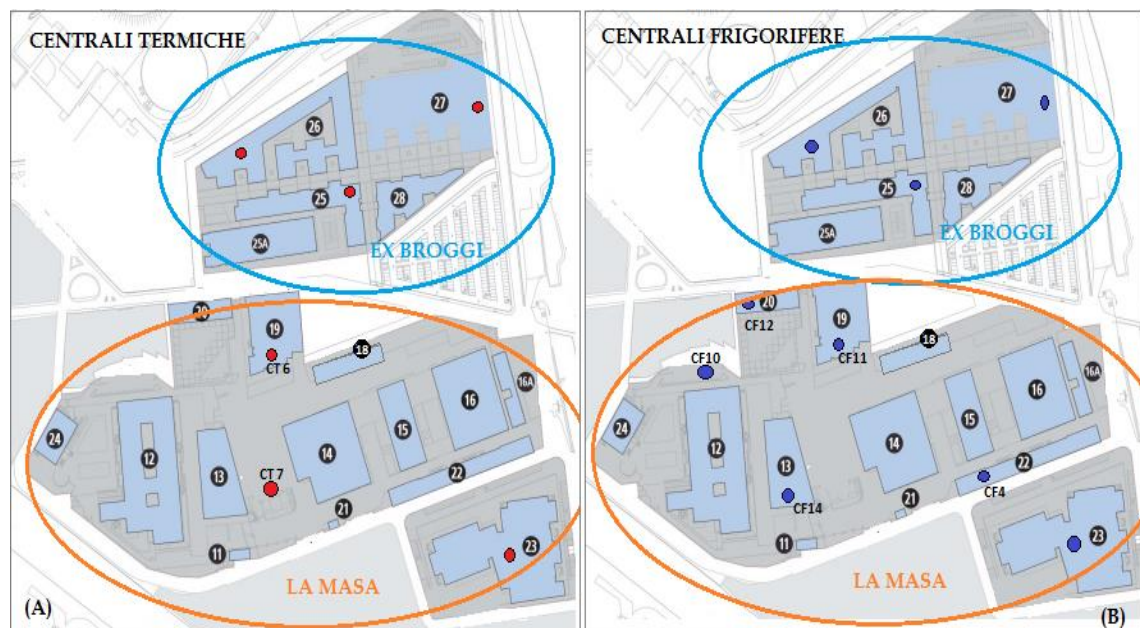 CENTRALI TERMICHE
27
26
25
28
25A
EX BROGGI
20
19
18
CT 6
16A
16
24
12
15
13
14
CT 7
22
21
11
23
LA MASA
(A)
CENTRALI FRIGORIFERE
27
26
25
28
25A
EX BROGGI
20
CF12
19
18
CF10
CF11
16A
16
24
12
15
13
14
22
CF4
CF14
21
11
23
LA MASA
(B)